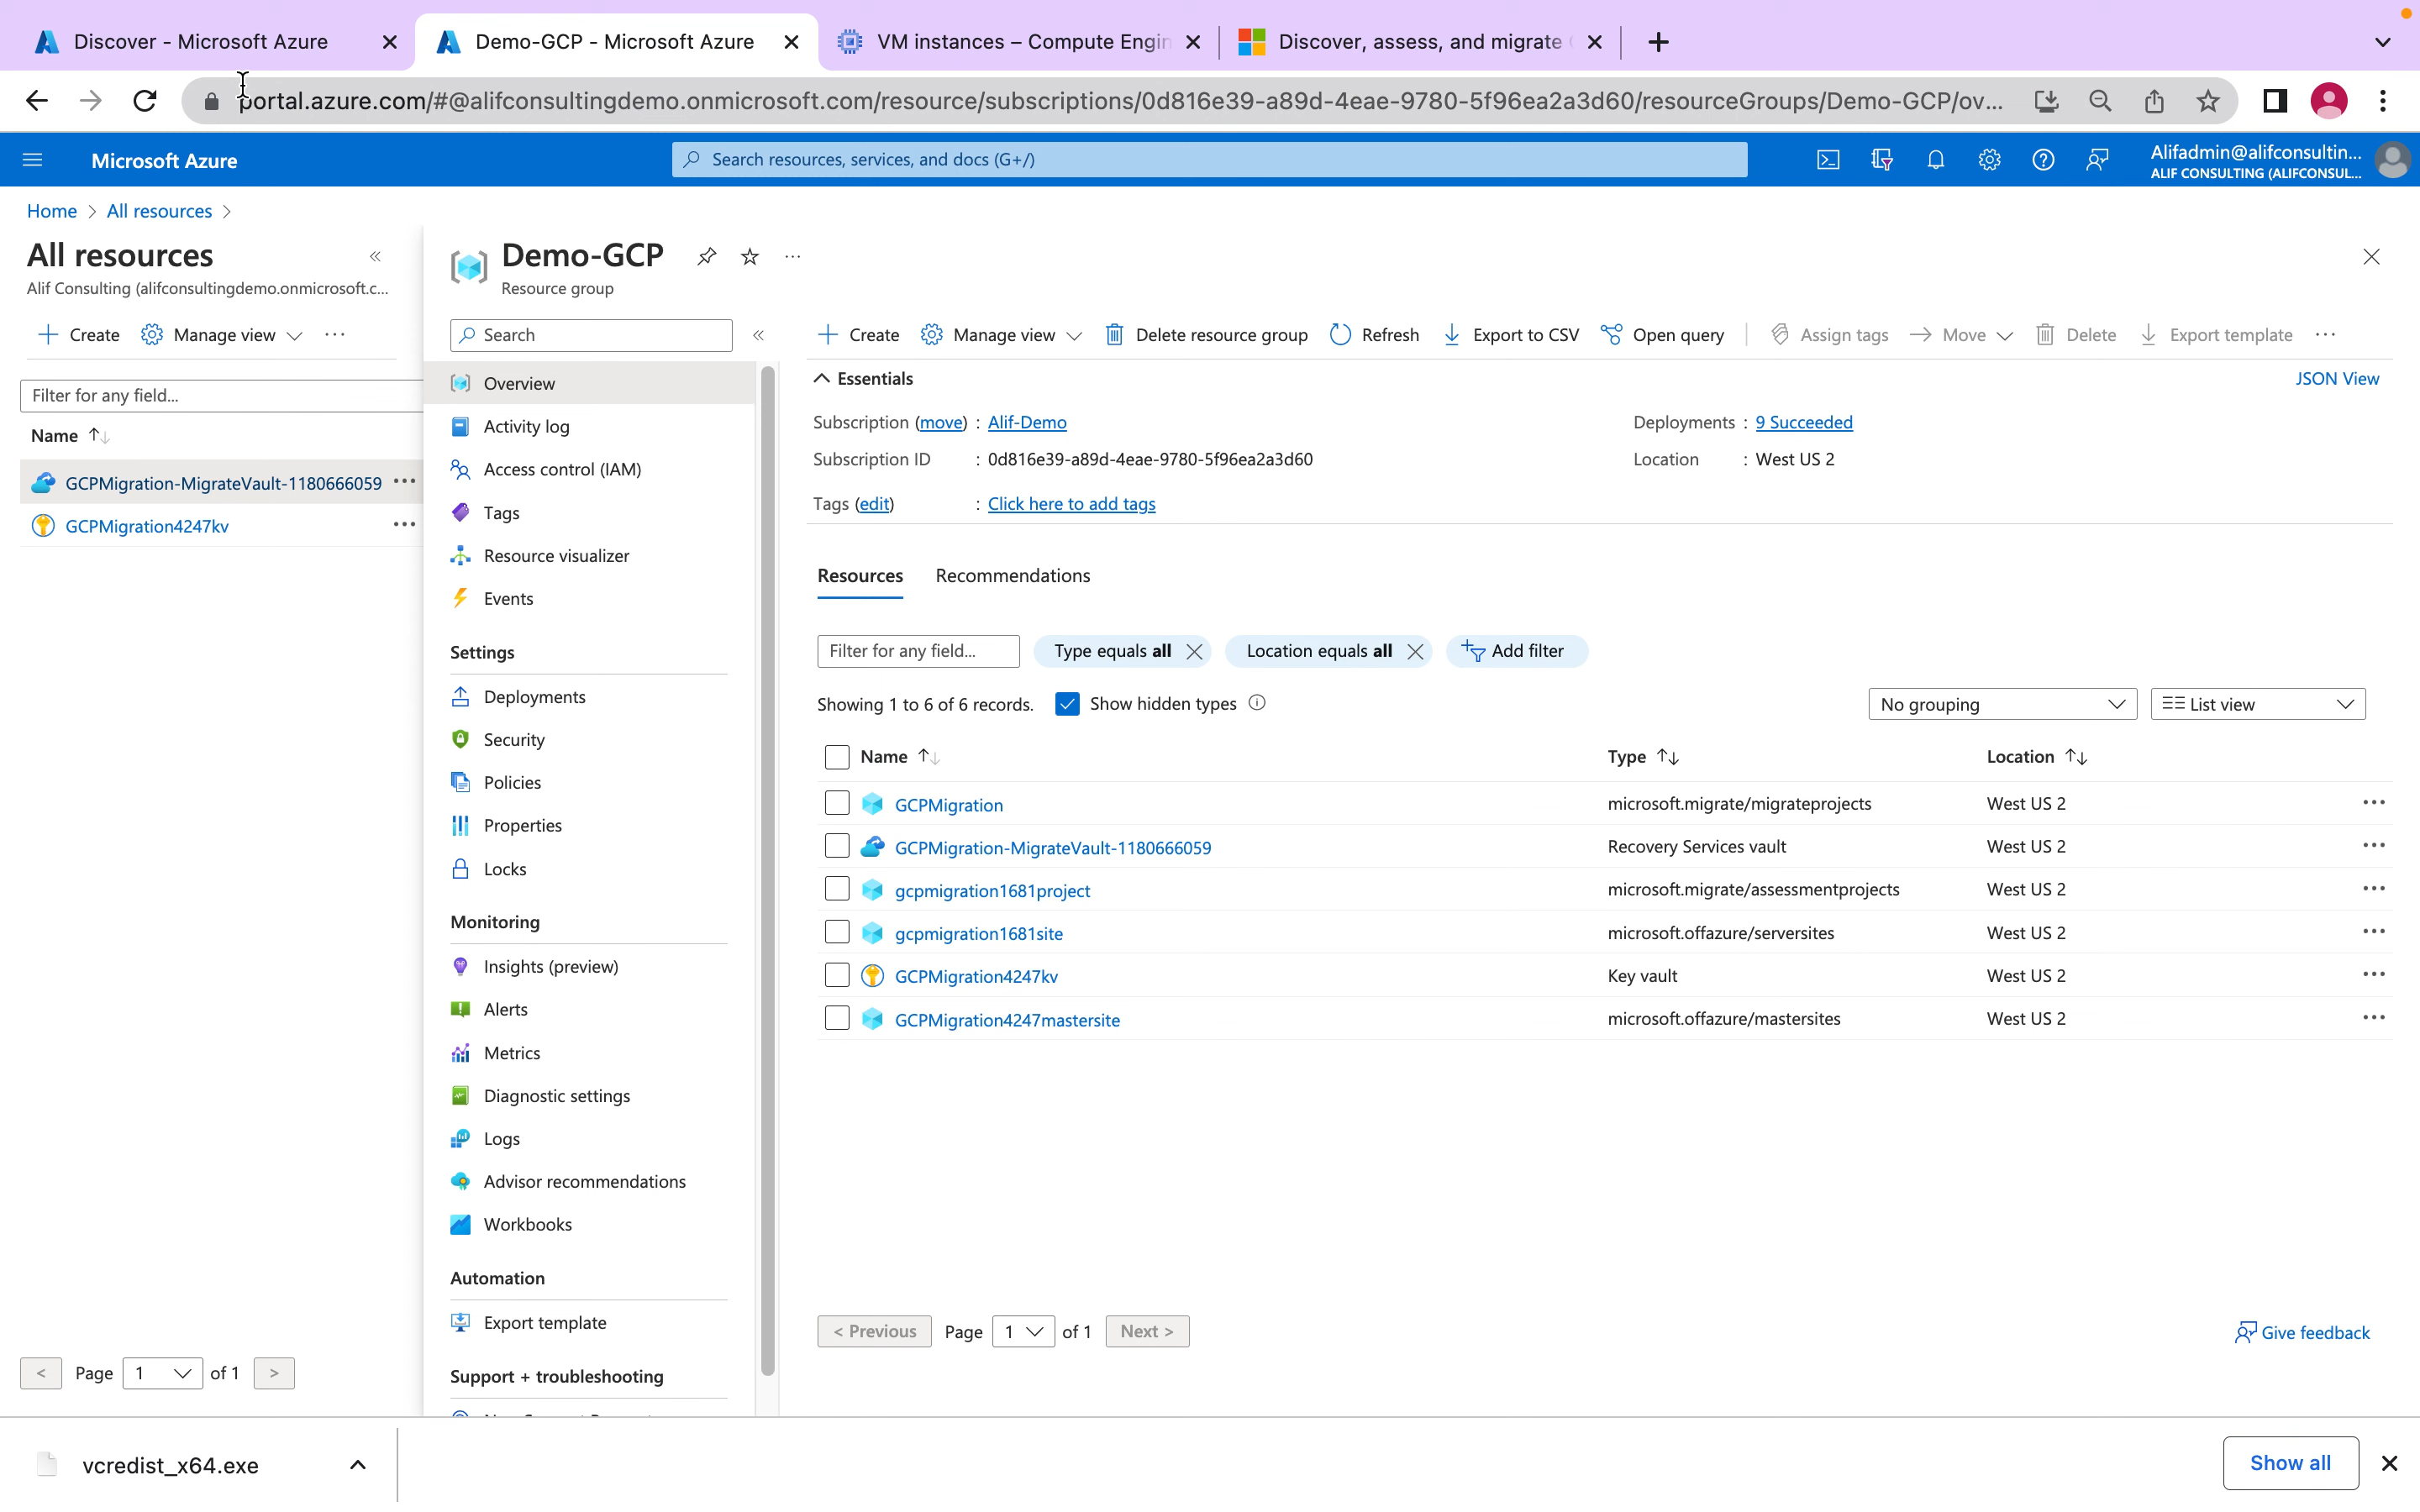 Discover - Microsoft Azure
Demo-GCP - Microsoft Azure
VM instances – Compute Engin
Discover, assess, and migrate
portal.azure.com/#@alifconsultingdemo.onmicrosoft.com/resource/subscriptions/0d816e39-a89d-4eae-9780-5f96ea2a3d60/resourceGroups/Demo-GCP/ov...
Microsoft Azure
Search resources, services, and docs (G+/)
Alifadmin@alifconsultin...
ALIF CONSULTING (ALIFCONSUL...
Home > All resources >
All resources
Alif Consulting (alifconsultingdemo.onmicrosoft.c...
Create Manage view ...
Filter for any field...
Name
GCPMigration-MigrateVault-1180666059
GCPMigration4247kv
< Page 1 of 1 >
Demo-GCP
Resource group
Search
Overview
Activity log
Access control (IAM)
Tags
Resource visualizer
Events
Settings
Deployments
Security
Policies
Properties
Locks
Monitoring
Insights (preview)
Alerts
Metrics
Diagnostic settings
Logs
Advisor recommendations
Workbooks
Automation
Export template
Support + troubleshooting
Create Manage view Delete resource group Refresh Export to CSV Open query Assign tags Move Delete Export template ...
Essentials
JSON View
Subscription (move) : Alif-Demo
Deployments : 9 Succeeded
Subscription ID : 0d816e39-a89d-4eae-9780-5f96ea2a3d60
Location : West US 2
Tags (edit) : Click here to add tags
Resources Recommendations
Filter for any field... Type equals all Location equals all Add filter
Showing 1 to 6 of 6 records. Show hidden types
No grouping List view
Name Type Location
GCPMigration microsoft.migrate/migrateprojects West US 2
GCPMigration-MigrateVault-1180666059 Recovery Services vault West US 2
gcpmigration1681project microsoft.migrate/assessmentprojects West US 2
gcpmigration1681site microsoft.offazure/serversites West US 2
GCPMigration4247kv Key vault West US 2
GCPMigration4247mastersite microsoft.offazure/mastersites West US 2
< Previous Page 1 of 1 Next >
Give feedback
vcredist_x64.exe
Show all